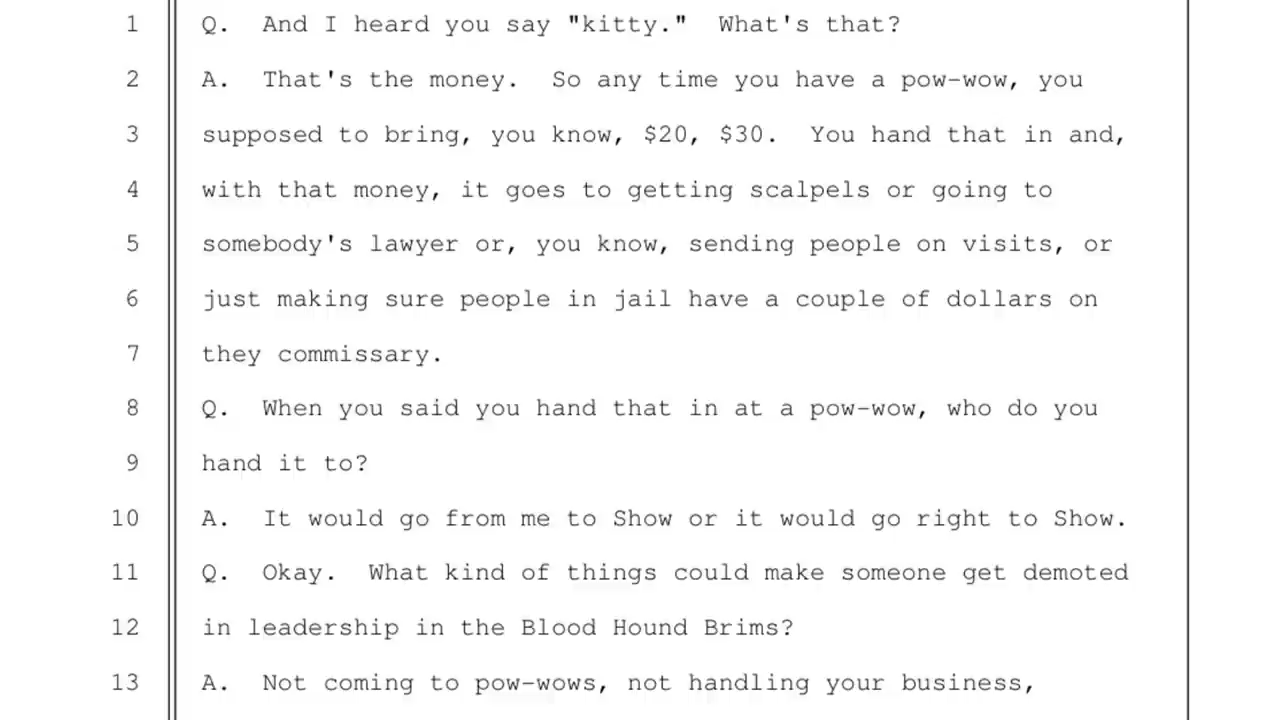 1 Q. And I heard you say "kitty." What's that?
2 A. That's the money. So any time you have a pow-wow, you
3 supposed to bring, you know, $20, $30. You hand that in and,
4 with that money, it goes to getting scalpels or going to
5 somebody's lawyer or, you know, sending people on visits, or
6 just making sure people in jail have a couple of dollars on
7 they commissary.
8 Q. When you said you hand that in at a pow-wow, who do you
9 hand it to?
10 A. It would go from me to Show or it would go right to Show.
11 Q. Okay. What kind of things could make someone get demoted
12 in leadership in the Blood Hound Brims?
13 A. Not coming to pow-wows, not handling your business,